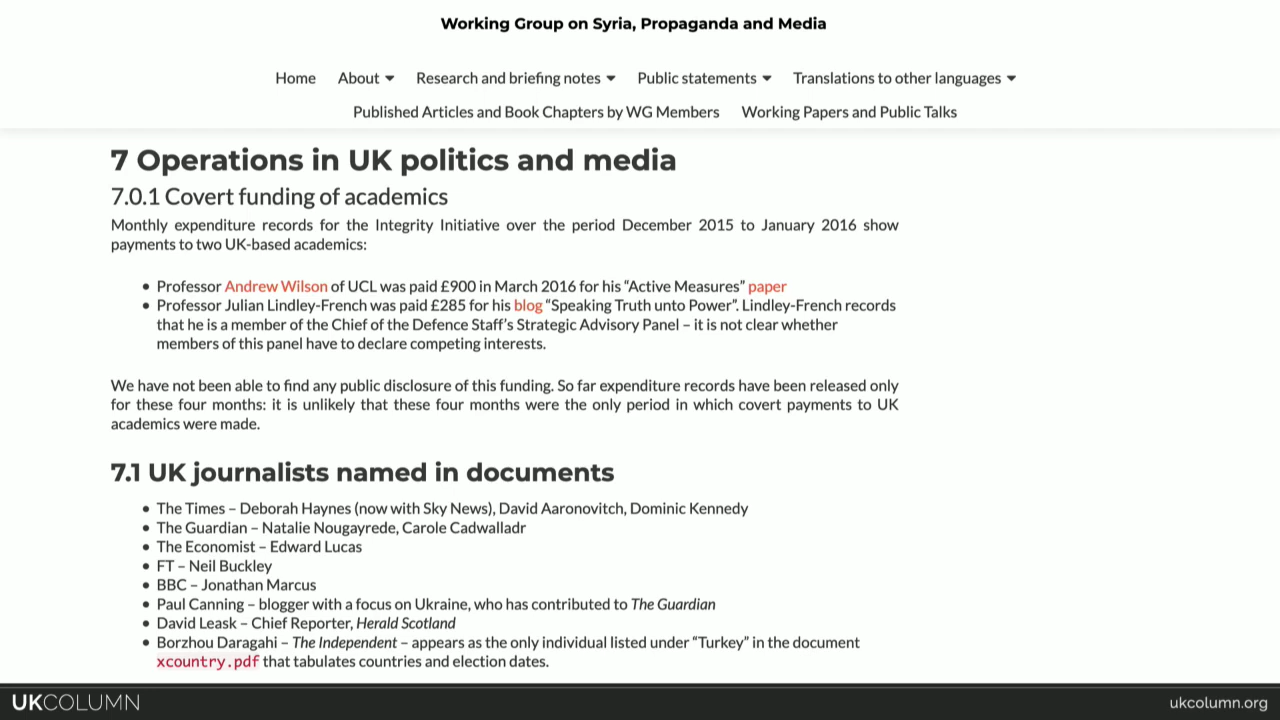 Working Group on Syria, Propaganda and Media
Home About Research and briefing notes Public statements Translations to other languages
Published Articles and Book Chapters by WG Members Working Papers and Public Talks
7 Operations in UK politics and media
7.0.1 Covert funding of academics
Monthly expenditure records for the Integrity Initiative over the period December 2015 to January 2016 show
payments to two UK-based academics:
• Professor Andrew Wilson of UCL was paid £900 in March 2016 for his “Active Measures” paper
• Professor Julian Lindley-French was paid £285 for his blog “Speaking Truth unto Power”. Lindley-French records
that he is a member of the Chief of the Defence Staff’s Strategic Advisory Panel – it is not clear whether
members of this panel have to declare competing interests.
We have not been able to find any public disclosure of this funding. So far expenditure records have been released only
for these four months: it is unlikely that these four months were the only period in which covert payments to UK
academics were made.
7.1 UK journalists named in documents
• The Times – Deborah Haynes (now with Sky News), David Aaronovitch, Dominic Kennedy
• The Guardian – Natalie Nougayrede, Carole Cadwalladr
• The Economist – Edward Lucas
• FT – Neil Buckley
• BBC – Jonathan Marcus
• Paul Canning – blogger with a focus on Ukraine, who has contributed to The Guardian
• David Leask – Chief Reporter, Herald Scotland
• Borzhou Daragahi – The Independent – appears as the only individual listed under “Turkey” in the document
xcountry.pdf that tabulates countries and election dates.
UKCOLUMN
ukcolumn.org